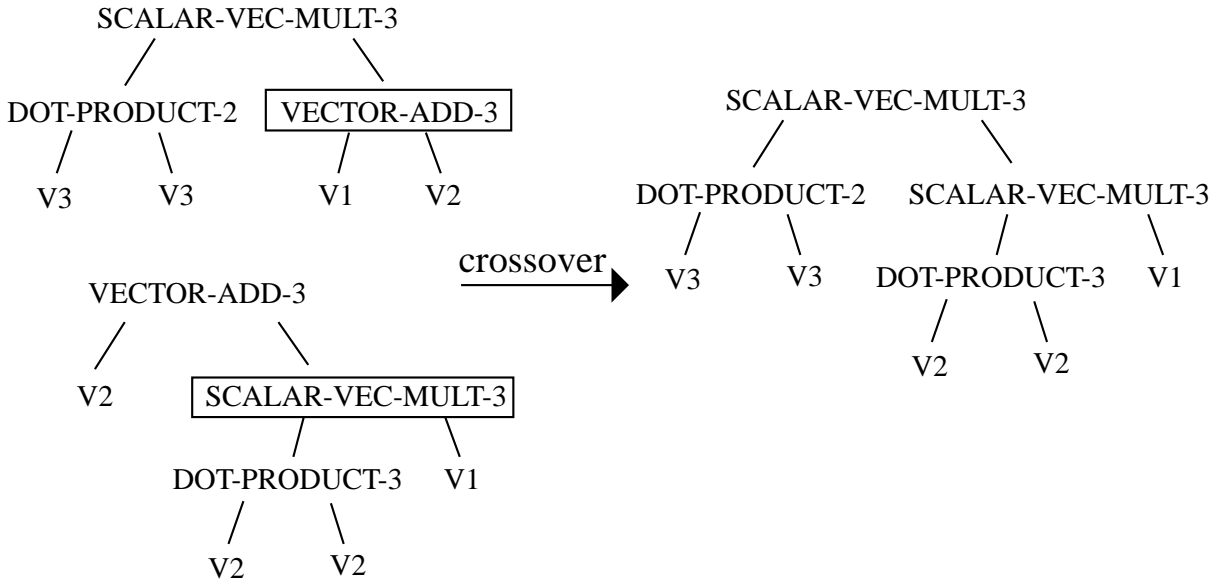 SCALAR-VEC-MULT-3
DOT-PRODUCT-2 VECTOR-ADD-3
V3 V3 V1 V2
VECTOR-ADD-3
V2
SCALAR-VEC-MULT-3
DOT-PRODUCT-3 V1
V2 V2
crossover
SCALAR-VEC-MULT-3
DOT-PRODUCT-2 SCALAR-VEC-MULT-3
V3 V3 DOT-PRODUCT-3 V1
V2 V2